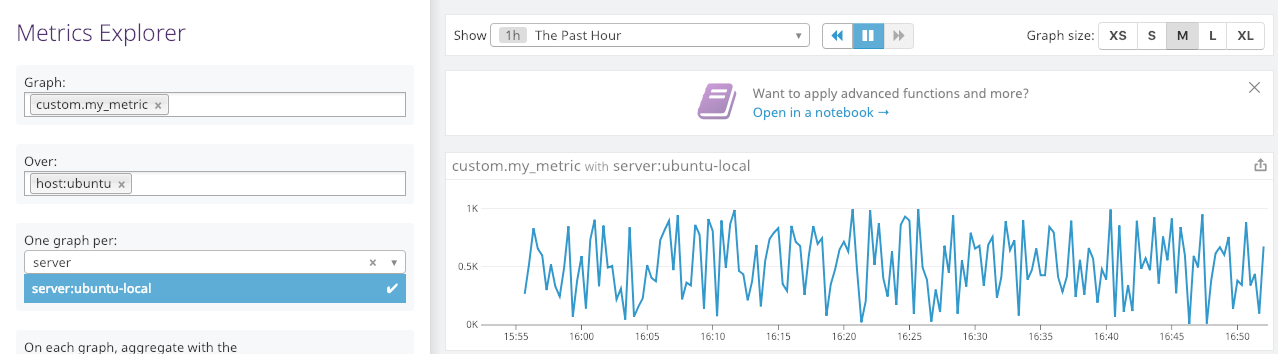 Metrics Explorer
Graph:
custom.my_metric ×
Over:
host:ubuntu ×
One graph per:
server × ▼
server:ubuntu-local ✔
On each graph, aggregate with the
Show 1h The Past Hour ▼
Graph size: XS S M L XL
Want to apply advanced functions and more?
Open in a notebook →
custom.my_metric with server:ubuntu-local
1K
0.5K
0K
15:55 16:00 16:05 16:10 16:15 16:20 16:25 16:30 16:35 16:40 16:45 16:50